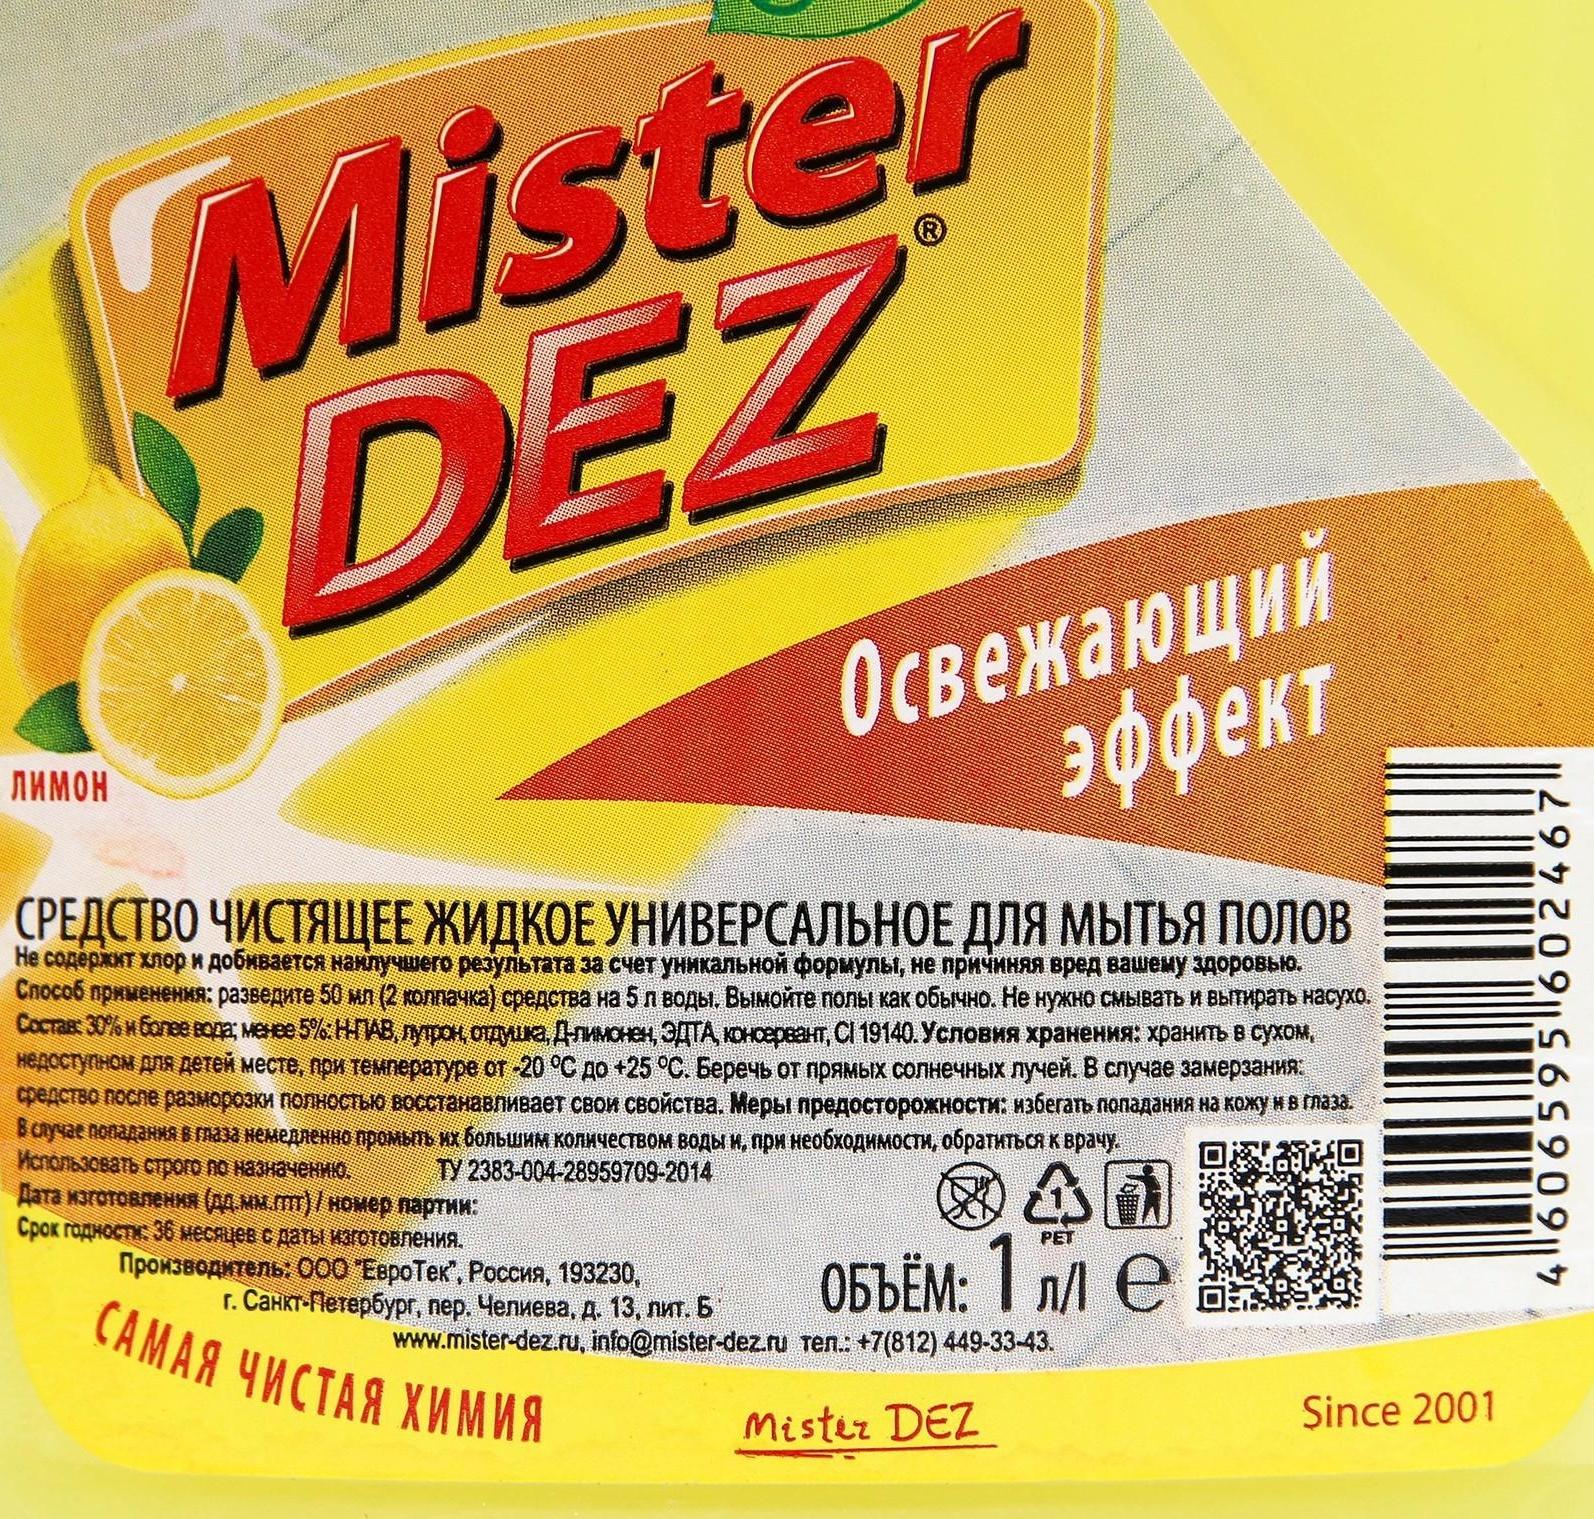 Mister
DEZ®
Освежающий
эффект
ЛИМОН
СРЕДСТВО ЧИСТЯЩЕЕ ЖИДКОЕ УНИВЕРСАЛЬНОЕ ДЛЯ МЫТЬЯ ПОЛОВ
Не содержит хлор и добивается наилучшего результата за счет уникальной формулы, не причиняя вред вашему здоровью.
Способ применения: разведите 50 мл (2 колпачка) средства на 5 л воды. Вымойте полы как обычно. Не нужно смывать и вытирать насухо.
Состав: 30% и более вода; менее 5%: Н-ПАВ, лутрон, отдушка, Д-лимонен, ЭДТА, консервант, CI 19140. Условия хранения: хранить в сухом,
недоступном для детей месте, при температуре от -20 °С до +25 °С. Беречь от прямых солнечных лучей. В случае замерзания:
средство после разморозки полностью восстанавливает свои свойства. Меры предосторожности: избегать попадания на кожу и в глаза.
В случае попадания в глаза немедленно промыть их большим количеством воды и, при необходимости, обратиться к врачу.
Использовать строго по назначению. ТУ 2383-004-28959709-2014
Дата изготовления (дд.мм.гггг) / номер партии:
Срок годности: 36 месяцев с даты изготовления.
Производитель: ООО "ЕвроТек", Россия, 193230,
г. Санкт-Петербург, пер. Челиева, д. 13, лит. Б
www.mister-dez.ru, info@mister-dez.ru тел.: +7(812) 449-33-43.
1
PET
ОБЪЁМ: 1 л/l e
4 606595 602467
САМАЯ ЧИСТАЯ ХИМИЯ
Mister DEZ
Since 2001